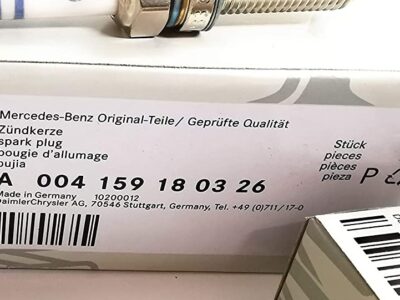 Mercedes-Benz Original-Teile/ Geprüfte Qualität
Zündkerze
spark plug
bougie d'allumage
bujia
Stück
pieces
pièces
pieza
P
A 004 159 18 03 26
Made in Germany 10200012
DaimlerChrysler AG, 70546 Stuttgart, Germany, Tel. +49 (0)711/17-0